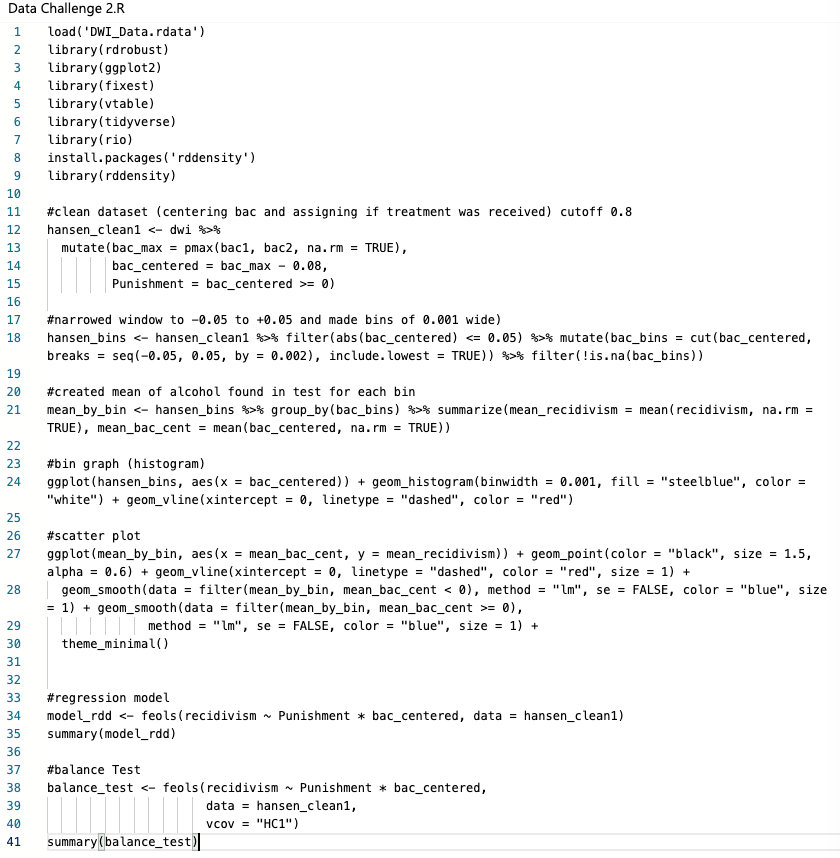 Data Challenge 2.R
1 load('DWI_Data.rdata')
2 library(rdrobust)
3 library(ggplot2)
4 library(fixest)
5 library(vtable)
6 library(tidyverse)
7 library(rio)
8 install.packages('rddensity')
9 library(rddensity)
10
11 #clean dataset (centering bac and assigning if treatment was received) cutoff 0.8
12 hansen_clean1 <- dwi %>%
13   mutate(bac_max = pmax(bac1, bac2, na.rm = TRUE),
14          bac_centered = bac_max - 0.08,
15          Punishment = bac_centered >= 0)
16
17 #narrowed window to -0.05 to +0.05 and made bins of 0.001 wide)
18 hansen_bins <- hansen_clean1 %>% filter(abs(bac_centered) <= 0.05) %>% mutate(bac_bins = cut(bac_centered,
breaks = seq(-0.05, 0.05, by = 0.002), include.lowest = TRUE)) %>% filter(!is.na(bac_bins))
19
20 #created mean of alcohol found in test for each bin
21 mean_by_bin <- hansen_bins %>% group_by(bac_bins) %>% summarize(mean_recidivism = mean(recidivism, na.rm =
TRUE), mean_bac_cent = mean(bac_centered, na.rm = TRUE))
22
23 #bin graph (histogram)
24 ggplot(hansen_bins, aes(x = bac_centered)) + geom_histogram(binwidth = 0.001, fill = "steelblue", color =
"white") + geom_vline(xintercept = 0, linetype = "dashed", color = "red")
25
26 #scatter plot
27 ggplot(mean_by_bin, aes(x = mean_bac_cent, y = mean_recidivism)) + geom_point(color = "black", size = 1.5,
alpha = 0.6) + geom_vline(xintercept = 0, linetype = "dashed", color = "red", size = 1) +
28   geom_smooth(data = filter(mean_by_bin, mean_bac_cent < 0), method = "lm", se = FALSE, color = "blue", size
= 1) + geom_smooth(data = filter(mean_by_bin, mean_bac_cent >= 0),
29               method = "lm", se = FALSE, color = "blue", size = 1) +
30   theme_minimal()
31
32
33 #regression model
34 model_rdd <- feols(recidivism ~ Punishment * bac_centered, data = hansen_clean1)
35 summary(model_rdd)
36
37 #balance Test
38 balance_test <- feols(recidivism ~ Punishment * bac_centered,
39                       data = hansen_clean1,
40                       vcov = "HC1")
41 summary(balance_test)